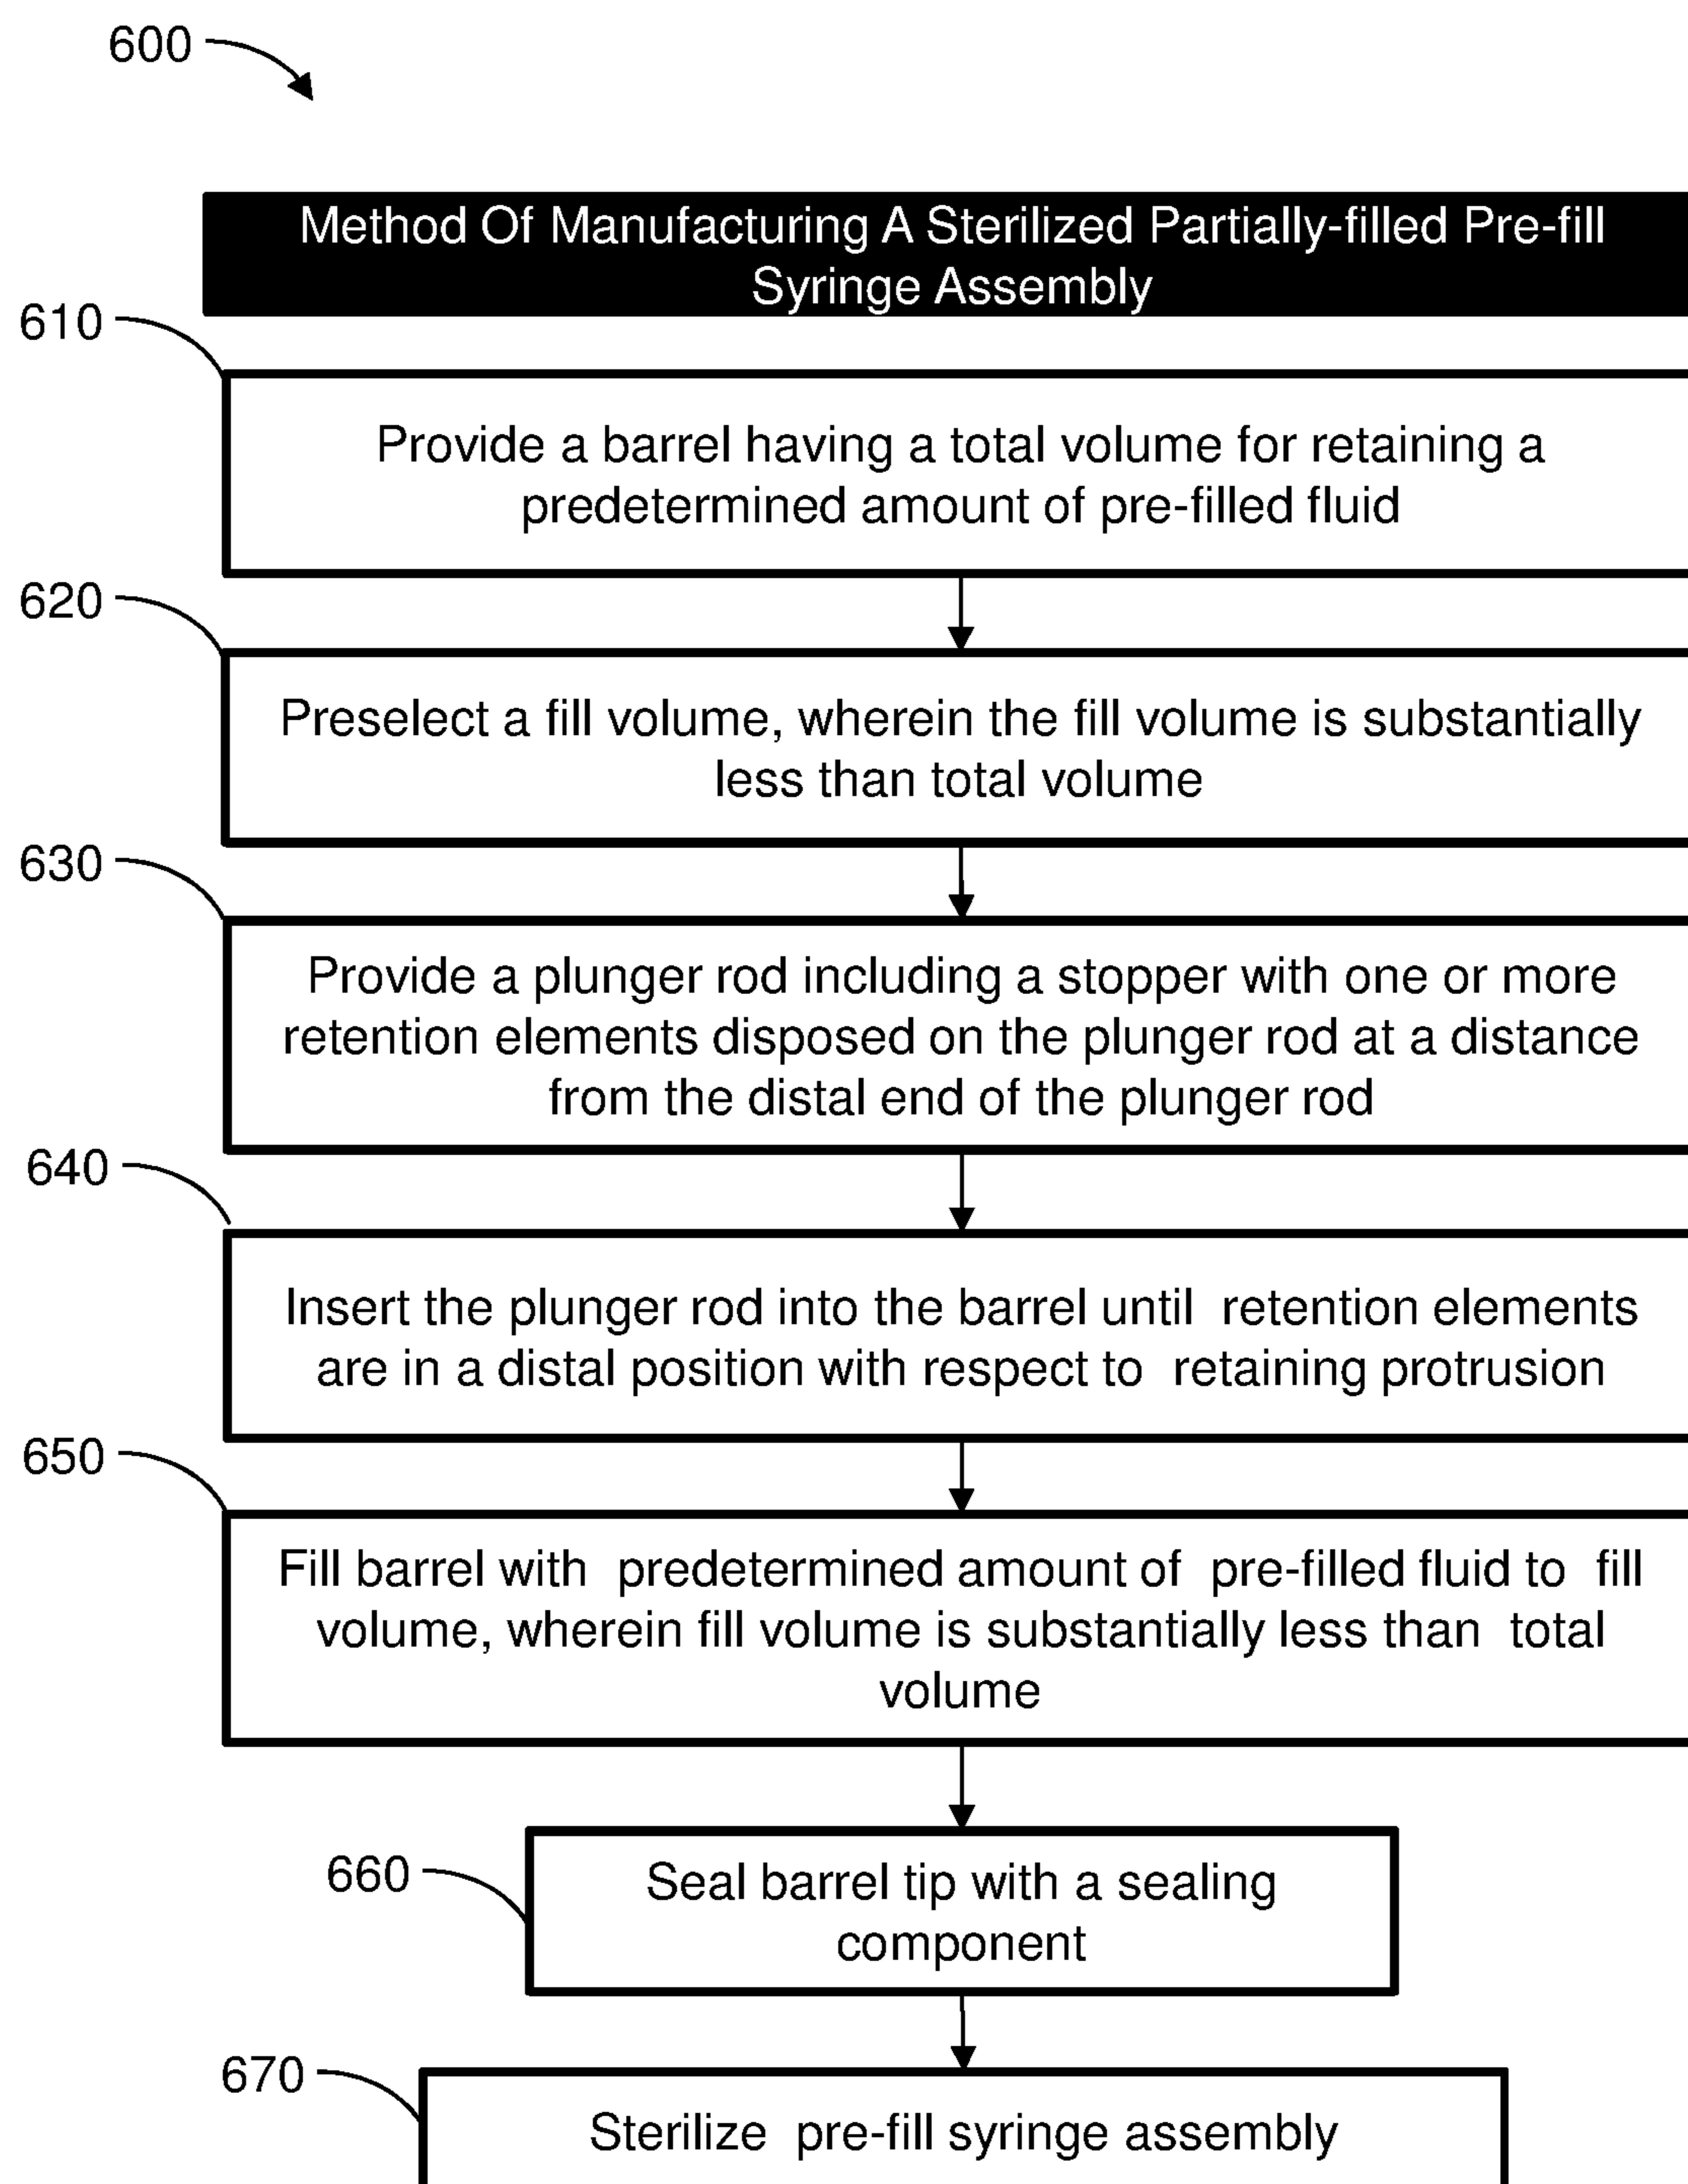 600
Method Of Manufacturing A Sterilized Partially-filled Pre-fill
Syringe Assembly
610
Provide a barrel having a total volume for retaining a
predetermined amount of pre-filled fluid
620
Preselect a fill volume, wherein the fill volume is substantially
less than total volume
630
Provide a plunger rod including a stopper with one or more
retention elements disposed on the plunger rod at a distance
from the distal end of the plunger rod
640
Insert the plunger rod into the barrel until retention elements
are in a distal position with respect to retaining protrusion
650
Fill barrel with predetermined amount of pre-filled fluid to fill
volume, wherein fill volume is substantially less than total
volume
660
Seal barrel tip with a sealing
component
670
Sterilize pre-fill syringe assembly